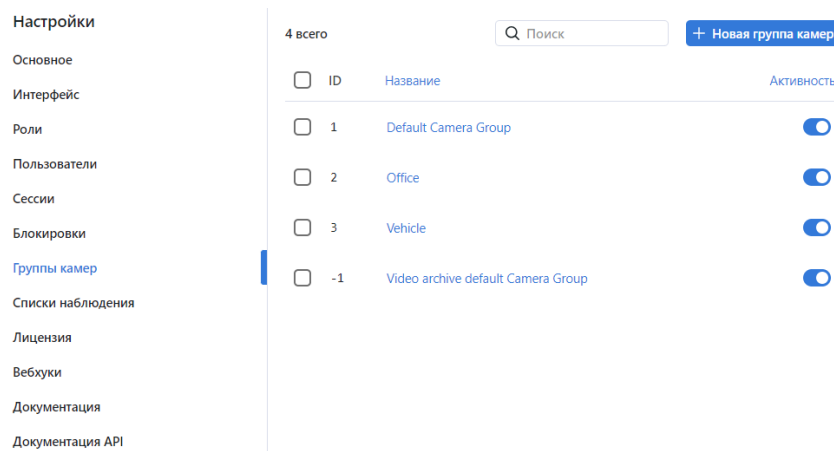 Настройки
Основное
Интерфейс
Роли
Пользователи
Сессии
Блокировки
Группы камер
Списки наблюдения
Лицензия
Вебхуки
Документация
Документация API
4 всего
Поиск
+ Новая группа камер
ID Название Активность
1 Default Camera Group
2 Office
3 Vehicle
-1 Video archive default Camera Group